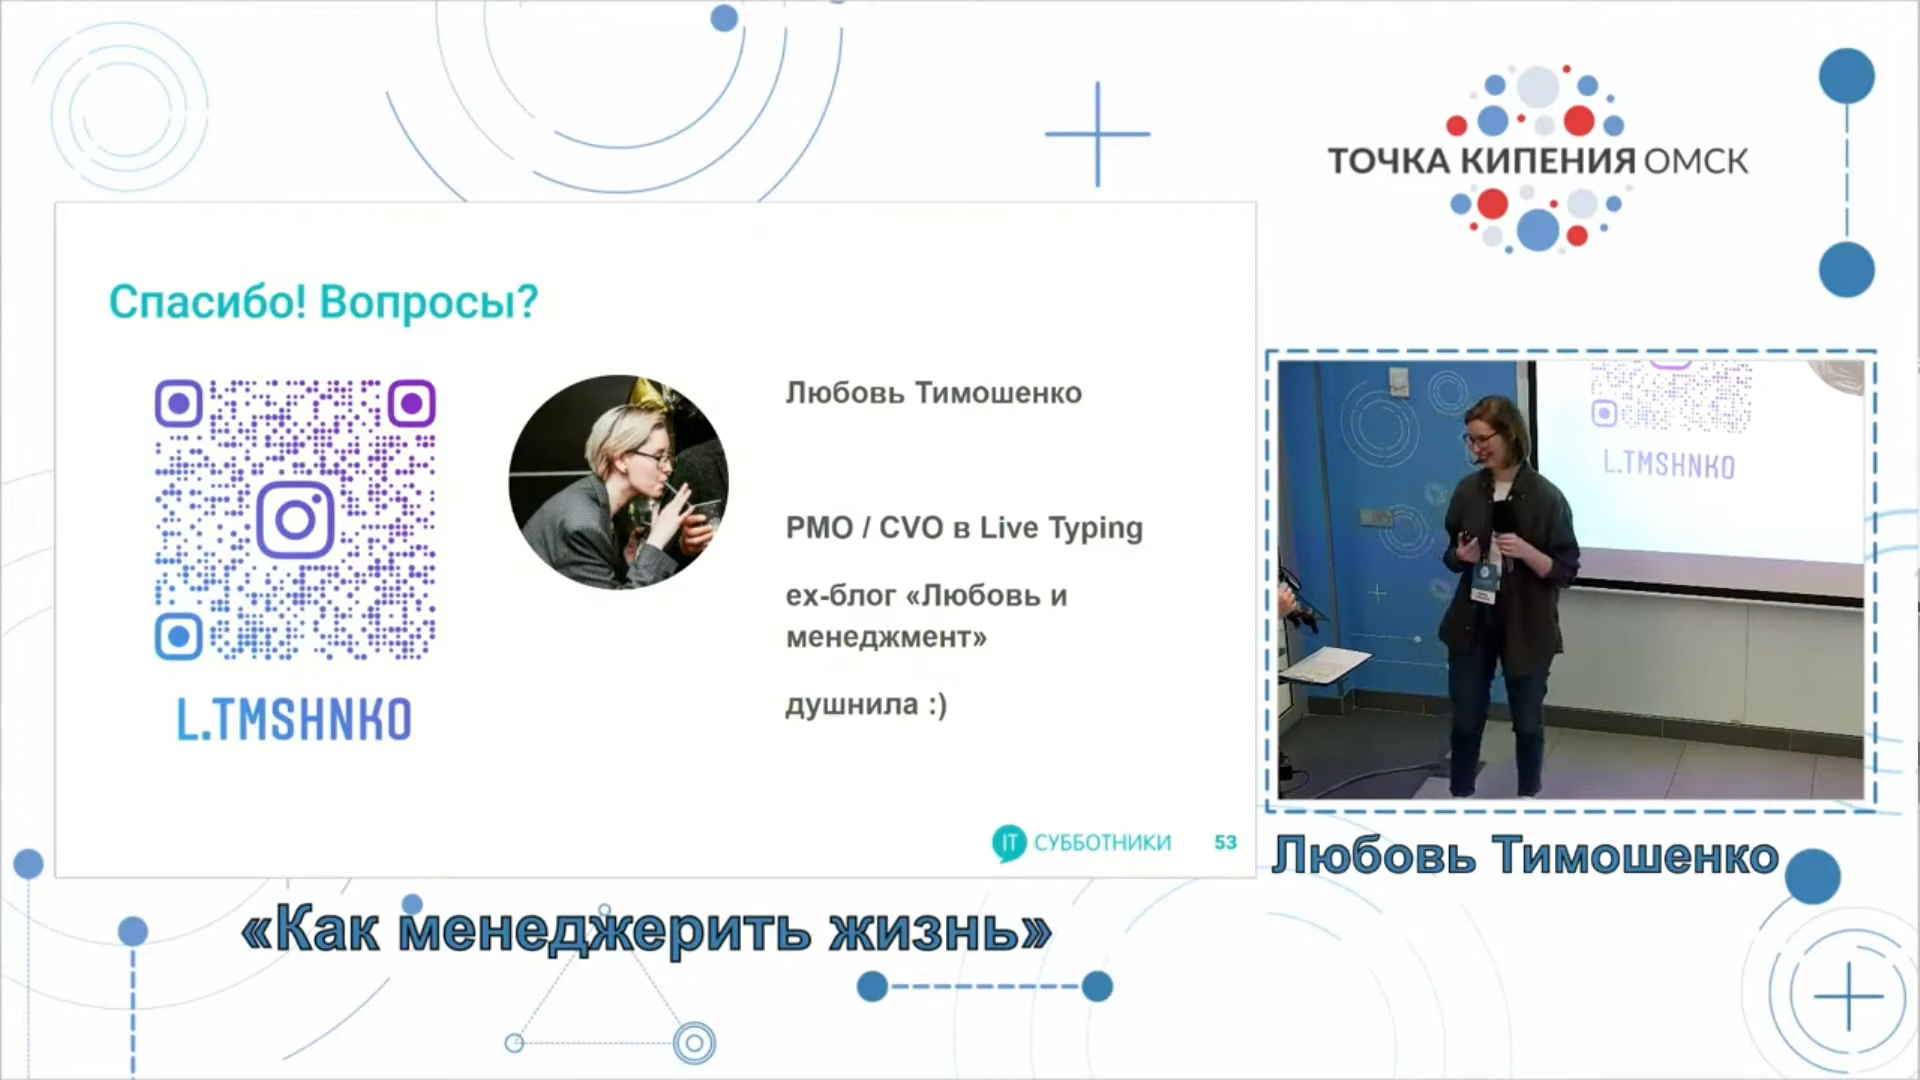 ТОЧКА КИПЕНИЯ ОМСК
Спасибо! Вопросы?
L.TMSHNKO
Любовь Тимошенко
PMO / CVO в Live Typing
ex-блог «Любовь и
менеджмент»
душнила :)
IT СУББОТНИКИ 53
L.TMSHNKO
Любовь Тимошенко
«Как менеджерить жизнь»